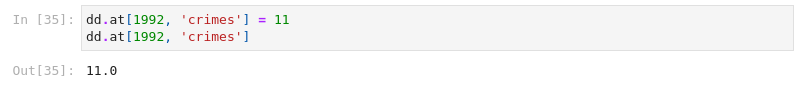 In [35]: dd.at[1992, 'crimes'] = 11
dd.at[1992, 'crimes']
Out[35]: 11.0